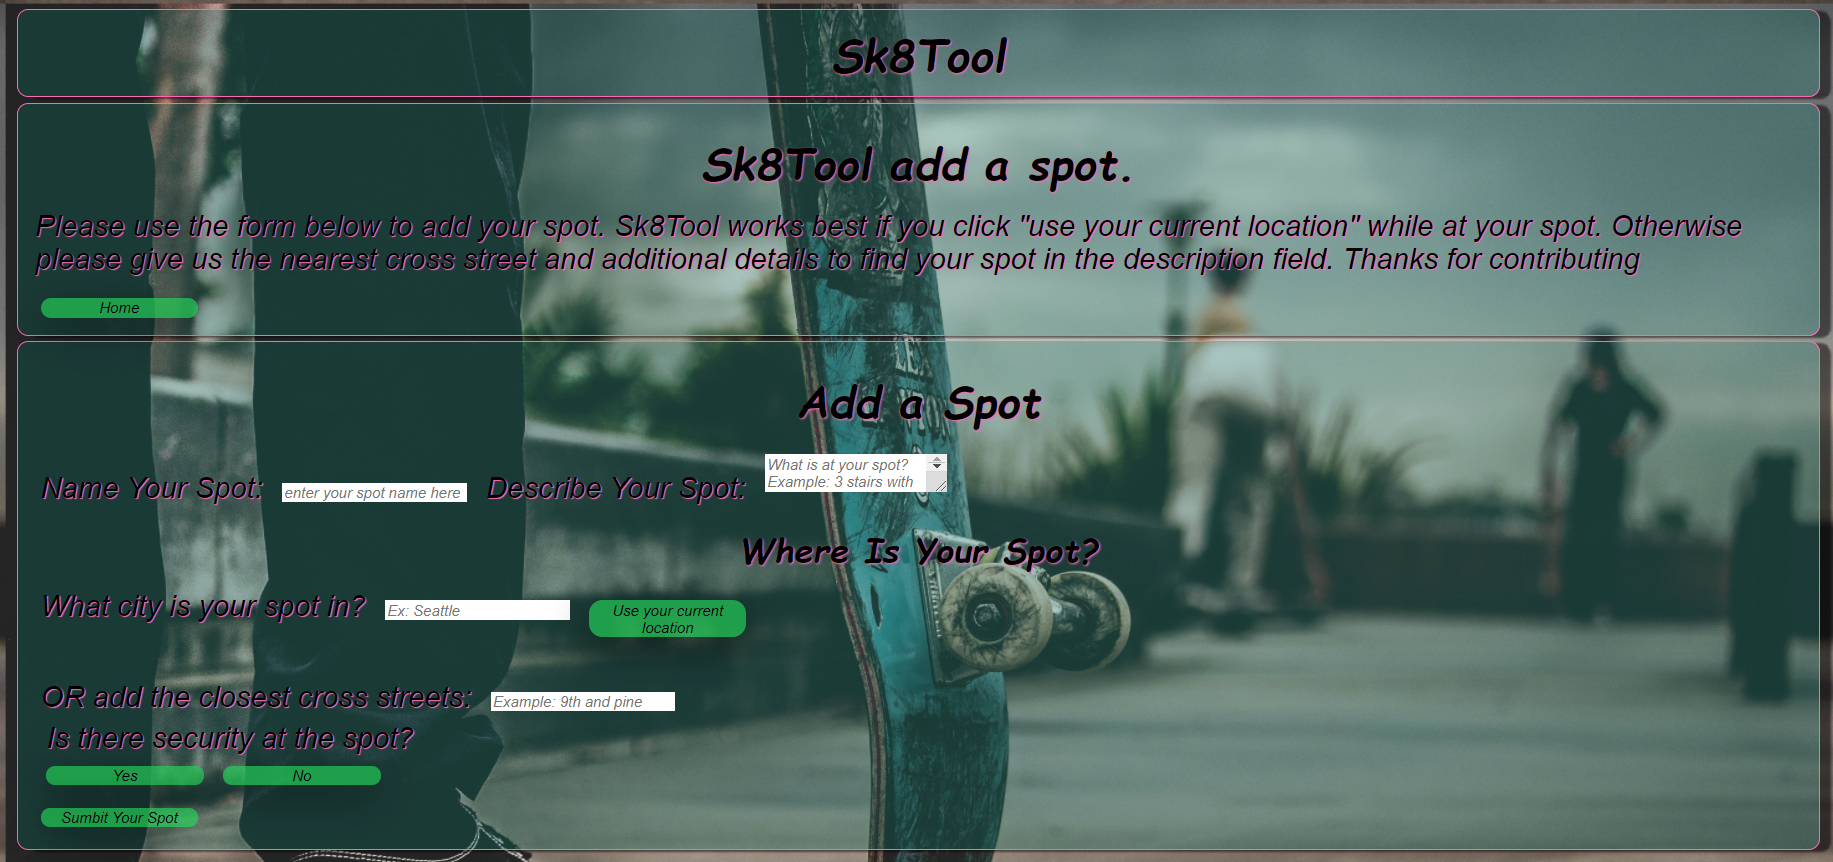 Sk8Tool
Sk8Tool add a spot.
Please use the form below to add your spot. Sk8Tool works best if you click "use your current location" while at your spot. Otherwise
please give us the nearest cross street and additional details to find your spot in the description field. Thanks for contributing
Home
Add a Spot
Name Your Spot: enter your spot name here Describe Your Spot: What is at your spot?
Example: 3 stairs with
Where Is Your Spot?
What city is your spot in? Ex: Seattle Use your current
location
OR add the closest cross streets: Example: 9th and pine
Is there security at the spot?
Yes No
Sumbit Your Spot